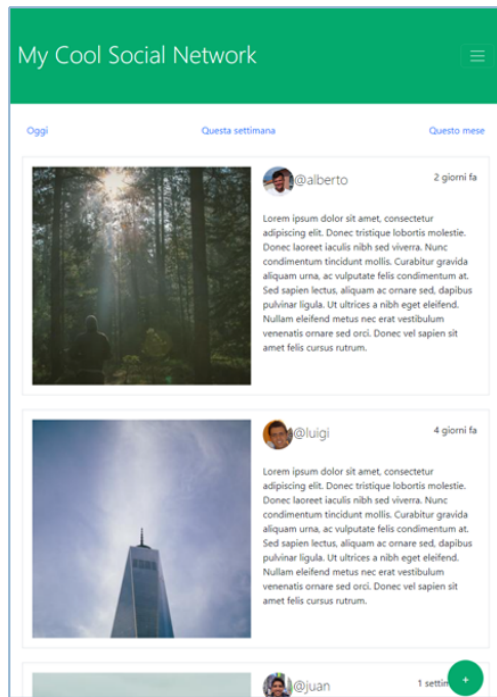 My Cool Social Network
Oggi Questa settimana Questo mese
@alberto 2 giorni fa
Lorem ipsum dolor sit amet, consectetur
adipiscing elit. Donec tristique lobortis molestie.
Donec laoreet iaculis nibh sed viverra. Nunc
condimentum tincidunt mollis. Curabitur gravida
aliquam urna, ac vulputate felis condimentum at.
Sed sapien lectus, aliquam ac ornare sed, dapibus
pulvinar ligula. Ut ultrices a nibh eget eleifend.
Nullam eleifend metus nec erat vestibulum
venenatis ornare sed orci. Donec vel sapien sit
amet felis cursus rutrum.
@luigi 4 giorni fa
Lorem ipsum dolor sit amet, consectetur
adipiscing elit. Donec tristique lobortis molestie.
Donec laoreet iaculis nibh sed viverra. Nunc
condimentum tincidunt mollis. Curabitur gravida
aliquam urna, ac vulputate felis condimentum at.
Sed sapien lectus, aliquam ac ornare sed, dapibus
pulvinar ligula. Ut ultrices a nibh eget eleifend.
Nullam eleifend metus nec erat vestibulum
venenatis ornare sed orci. Donec vel sapien sit
amet felis cursus rutrum.
@juan 1 settim
+